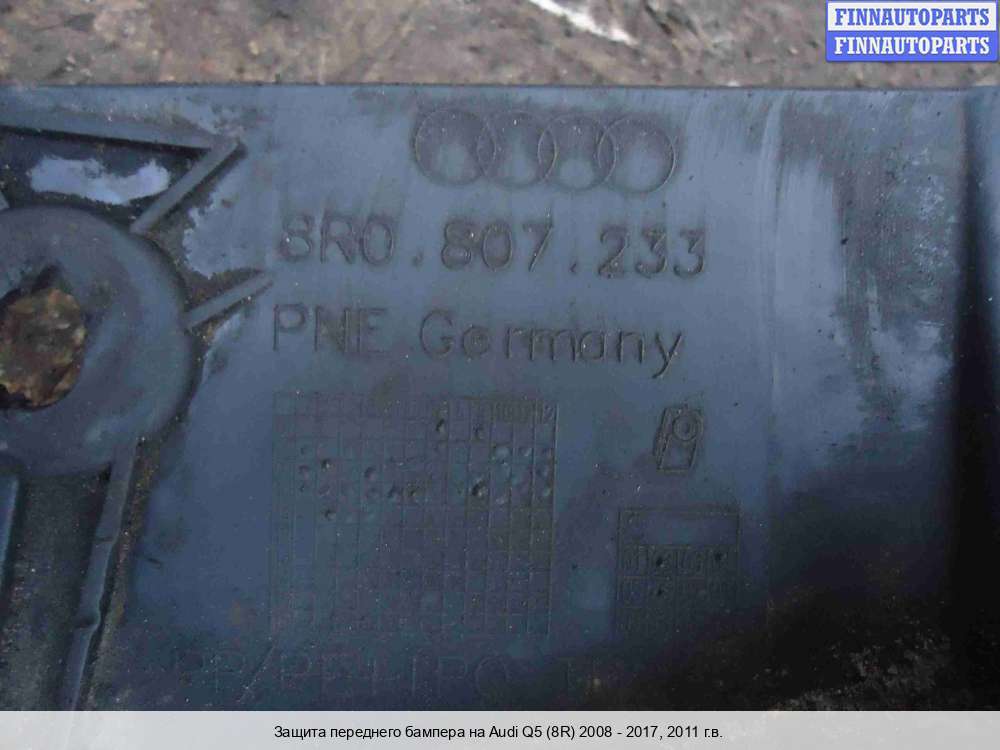 FINNAUTOPARTS
FINNAUTOPARTS
8R0.807.233
PNE Germany
Защита переднего бампера на Audi Q5 (8R) 2008 - 2017, 2011 г.в.